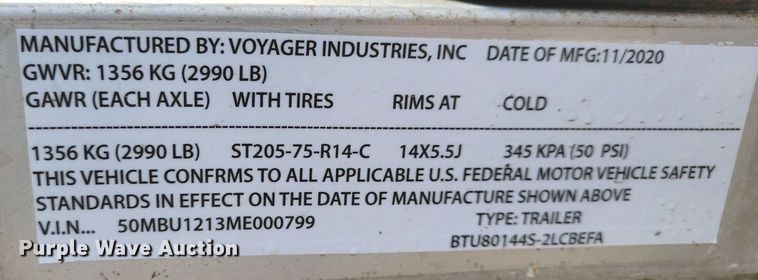 MANUFACTURED BY: VOYAGER INDUSTRIES, INC DATE OF MFG:11/2020
GWVR: 1356 KG (2990 LB)
GAWR (EACH AXLE) WITH TIRES RIMS AT COLD
1356 KG (2990 LB) ST205-75-R14-C 14X5.5J 345 KPA (50 PSI)
THIS VEHICLE CONFRMS TO ALL APPLICABLE U.S. FEDERAL MOTOR VEHICLE SAFETY
STANDARDS IN EFFECT ON THE DATE OF MANUFACTURE SHOWN ABOVE
V.I.N... 50MBU1213ME000799 TYPE: TRAILER
BTU80144S-2LCBEFA
Purple Wave Auction